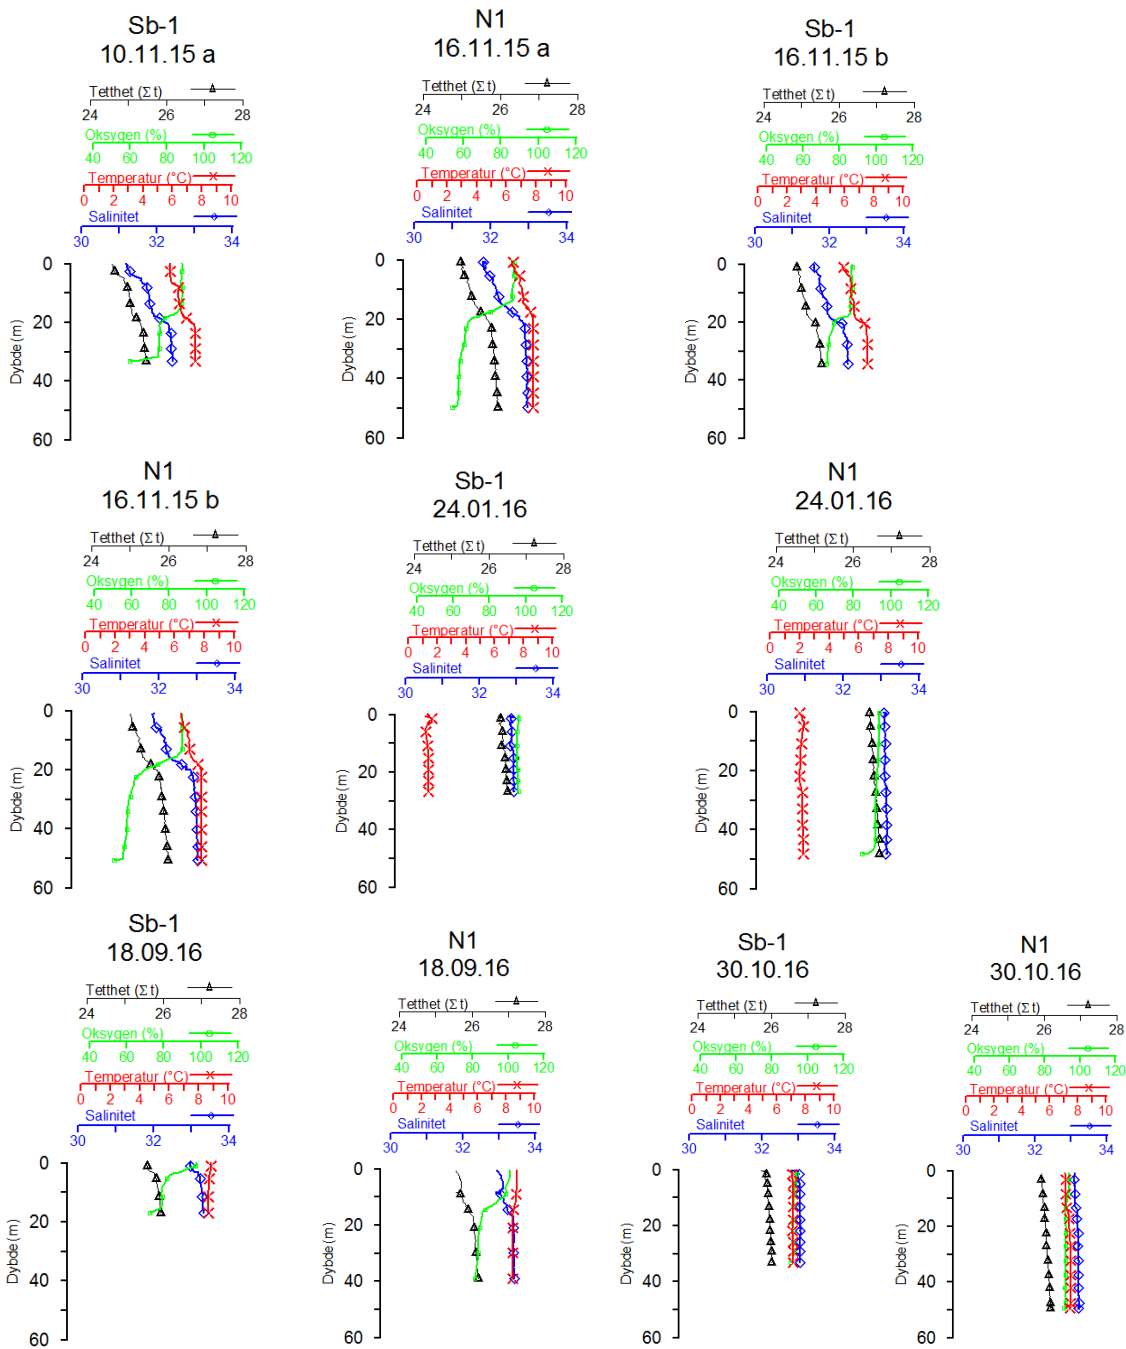 Sb-1
10.11.15 a
Tetthet (Σ t)
24 26 28
Oksygen (%)
40 60 80 100 120
Temperatur (°C)
0 2 4 6 8 10
Salinitet
30 32 34
0
20
40
60
Dybde (m)
N1
16.11.15 a
Tetthet (Σ t)
24 26 28
Oksygen (%)
40 60 80 100 120
Temperatur (°C)
0 2 4 6 8 10
Salinitet
30 32 34
0
20
40
60
Dybde (m)
Sb-1
16.11.15 b
Tetthet (Σ t)
24 26 28
Oksygen (%)
40 60 80 100 120
Temperatur (°C)
0 2 4 6 8 10
Salinitet
30 32 34
0
20
40
60
Dybde (m)
N1
16.11.15 b
Tetthet (Σ t)
24 26 28
Oksygen (%)
40 60 80 100 120
Temperatur (°C)
0 2 4 6 8 10
Salinitet
30 32 34
0
20
40
60
Dybde (m)
Sb-1
24.01.16
Tetthet (Σ t)
24 26 28
Oksygen (%)
40 60 80 100 120
Temperatur (°C)
0 2 4 6 8 10
Salinitet
30 32 34
0
20
40
60
Dybde (m)
N1
24.01.16
Tetthet (Σ t)
24 26 28
Oksygen (%)
40 60 80 100 120
Temperatur (°C)
0 2 4 6 8 10
Salinitet
30 32 34
0
20
40
60
Dybde (m)
Sb-1
18.09.16
Tetthet (Σ t)
24 26 28
Oksygen (%)
40 60 80 100 120
Temperatur (°C)
0 2 4 6 8 10
Salinitet
30 32 34
0
20
40
60
Dybde (m)
N1
18.09.16
Tetthet (Σ t)
24 26 28
Oksygen (%)
40 60 80 100 120
Temperatur (°C)
0 2 4 6 8 10
Salinitet
30 32 34
0
20
40
60
Dybde (m)
Sb-1
30.10.16
Tetthet (Σ t)
24 26 28
Oksygen (%)
40 60 80 100 120
Temperatur (°C)
0 2 4 6 8 10
Salinitet
30 32 34
0
20
40
60
Dybde (m)
N1
30.10.16
Tetthet (Σ t)
24 26 28
Oksygen (%)
40 60 80 100 120
Temperatur (°C)
0 2 4 6 8 10
Salinitet
30 32 34
0
20
40
60
Dybde (m)